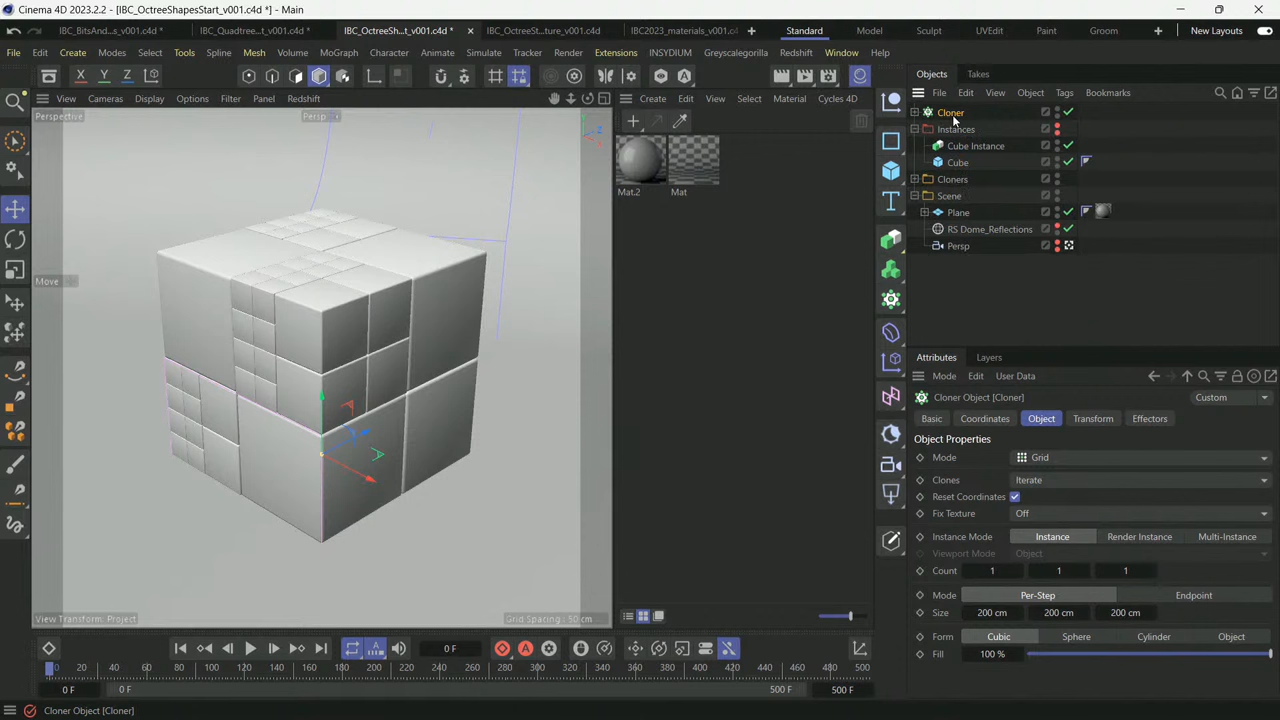 Cinema 4D 2023.2.2 - [IBC_OctreeShapesStart_v001.c4d *] - Main
IBC_BitsAnd...s_v001.c4d *
IBC_Quadtree...t_v001.c4d *
IBC_OctreeSh...t_v001.c4d *
IBC_OctreeSt...ture_v001.c4d
IBC2023_materials_v001.c4d
Standard
Model
Sculpt
UVEdit
Paint
Groom
New Layouts
File Edit Create Modes Select Tools Spline Mesh Volume MoGraph Character Animate Simulate Tracker Render Extensions INSYDIUM Greyscalegorilla Redshift Window Help
X Y Z
Objects Takes
View Cameras Display Options Filter Panel Redshift
Create Edit View Select Material Cycles 4D
File Edit View Object Tags Bookmarks
Perspective
Persp
Cloner
Instances
Cube Instance
Cube
Cloners
Scene
Plane
RS Dome_Reflections
Persp
Mat.2
Mat
Move
Attributes Layers
Mode Edit User Data
Cloner Object [Cloner]
Custom
Basic Coordinates Object Transform Effectors
Object Properties
Mode Grid
Clones Iterate
Reset Coordinates
Fix Texture Off
Instance Mode Instance Render Instance Multi-Instance
Viewport Mode Object
Count 1 1 1
Mode Per-Step Endpoint
Size 200 cm 200 cm 200 cm
Form Cubic Sphere Cylinder Object
Fill 100 %
View Transform: Project
Grid Spacing : 50 cm
0 F
0 20 40 60 80 100 120 140 160 180 200 220 240 260 280 300 320 340 360 380 400 420 440 460 480 500
0 F
0 F
500 F
500 F
Cloner Object [Cloner]